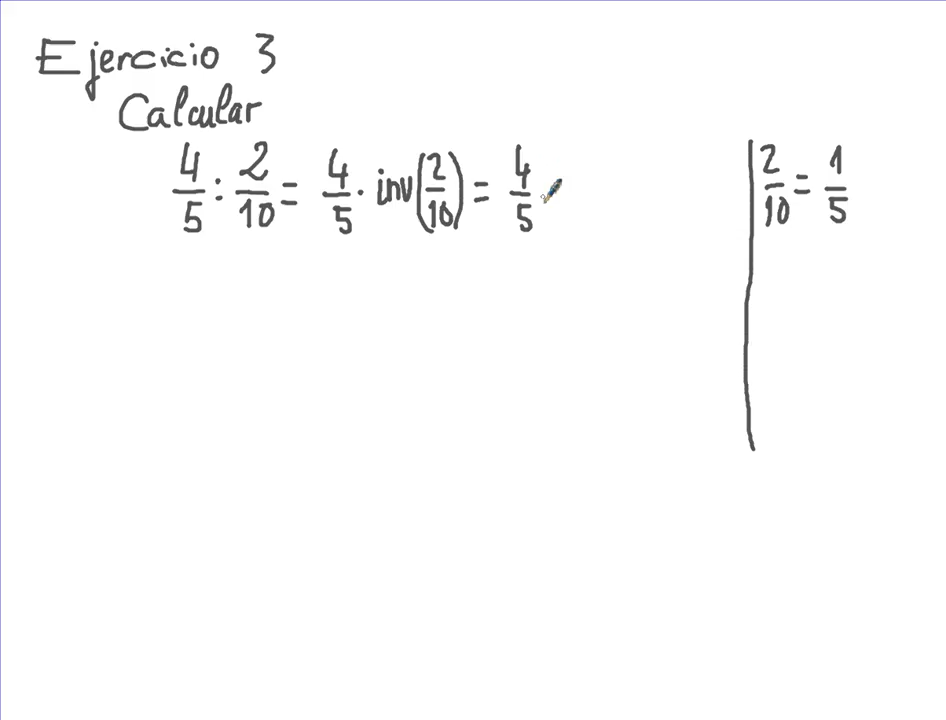 Ejercicio 3
Calcular
4/5 : 2/10 = 4/5 · inv(2/10) = 4/5
2/10 = 1/5